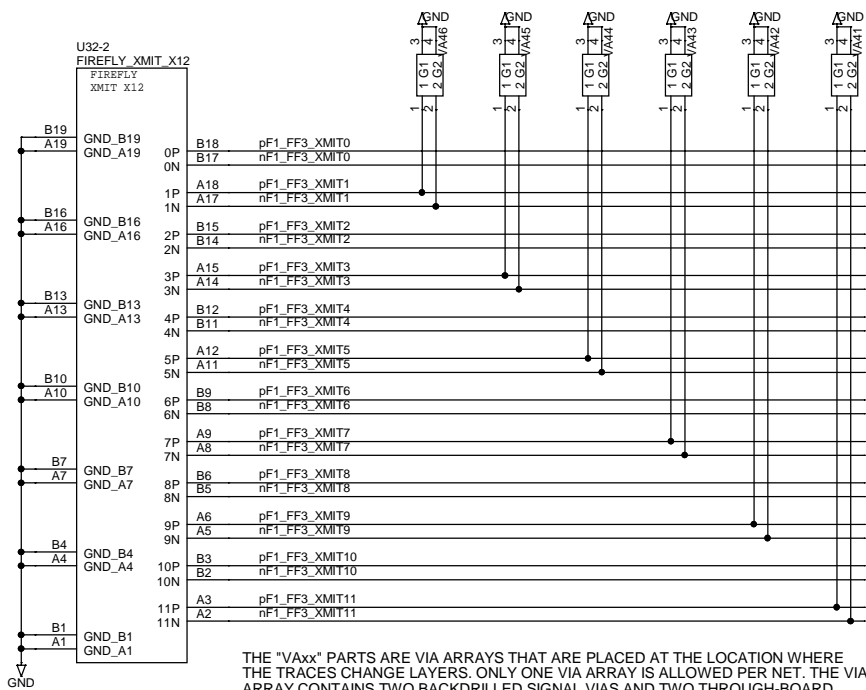 GND GND GND GND GND GND
3 4 VA46 3 4 VA45 3 4 VA44 3 4 VA43 3 4 VA42 3 4 VA41
1 G1 2 G2 1 G1 2 G2 1 G1 2 G2 1 G1 2 G2 1 G1 2 G2 1 G1 2 G2
1 2 1 2 1 2 1 2 1 2 1 2
U32-2
FIREFLY_XMIT_X12
FIREFLY
XMIT X12
B19 GND_B19
A19 GND_A19
0P B18 pF1_FF3_XMIT0
0N B17 nF1_FF3_XMIT0
1P A18 pF1_FF3_XMIT1
1N A17 nF1_FF3_XMIT1
B16 GND_B16
A16 GND_A16
2P B15 pF1_FF3_XMIT2
2N B14 nF1_FF3_XMIT2
3P A15 pF1_FF3_XMIT3
3N A14 nF1_FF3_XMIT3
B13 GND_B13
A13 GND_A13
4P B12 pF1_FF3_XMIT4
4N B11 nF1_FF3_XMIT4
5P A12 pF1_FF3_XMIT5
5N A11 nF1_FF3_XMIT5
B10 GND_B10
A10 GND_A10
6P B9 pF1_FF3_XMIT6
6N B8 nF1_FF3_XMIT6
7P A9 pF1_FF3_XMIT7
7N A8 nF1_FF3_XMIT7
B7 GND_B7
A7 GND_A7
8P B6 pF1_FF3_XMIT8
8N B5 nF1_FF3_XMIT8
9P A6 pF1_FF3_XMIT9
9N A5 nF1_FF3_XMIT9
B4 GND_B4
A4 GND_A4
10P B3 pF1_FF3_XMIT10
10N B2 nF1_FF3_XMIT10
11P A3 pF1_FF3_XMIT11
11N A2 nF1_FF3_XMIT11
B1 GND_B1
A1 GND_A1
GND
THE "VAxx" PARTS ARE VIA ARRAYS THAT ARE PLACED AT THE LOCATION WHERE
THE TRACES CHANGE LAYERS. ONLY ONE VIA ARRAY IS ALLOWED PER NET. THE VIA
ARRAY CONTAINS TWO BACKDRILLED SIGNAL VIAS AND TWO THROUGH-BOARD